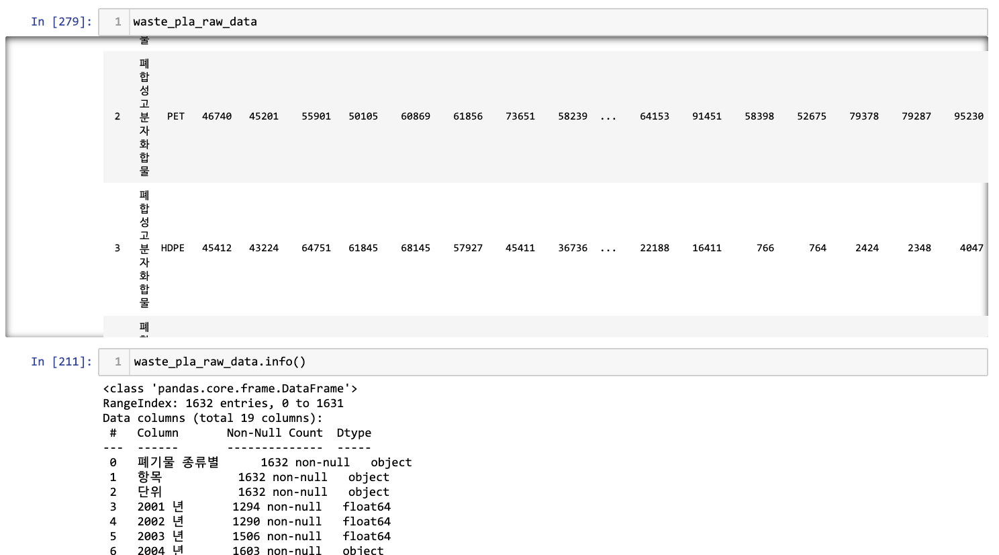 In [279]: 1 waste_pla_raw_data
물
2 폐합성고분자화합물 PET 46740 45201 55901 50105 60869 61856 73651 58239 ... 64153 91451 58398 52675 79378 79287 95230
3 폐합성고분자화합물 HDPE 45412 43224 64751 61845 68145 57927 45411 36736 ... 22188 16411 766 764 2424 2348 4047
폐
In [211]: 1 waste_pla_raw_data.info()
<class 'pandas.core.frame.DataFrame'>
RangeIndex: 1632 entries, 0 to 1631
Data columns (total 19 columns):
# Column Non-Null Count Dtype
--- ------ -------------- -----
0 폐기물 종류별 1632 non-null object
1 항목 1632 non-null object
2 단위 1632 non-null object
3 2001 년 1294 non-null float64
4 2002 년 1290 non-null float64
5 2003 년 1506 non-null float64
6 2004 년 1603 non-null object